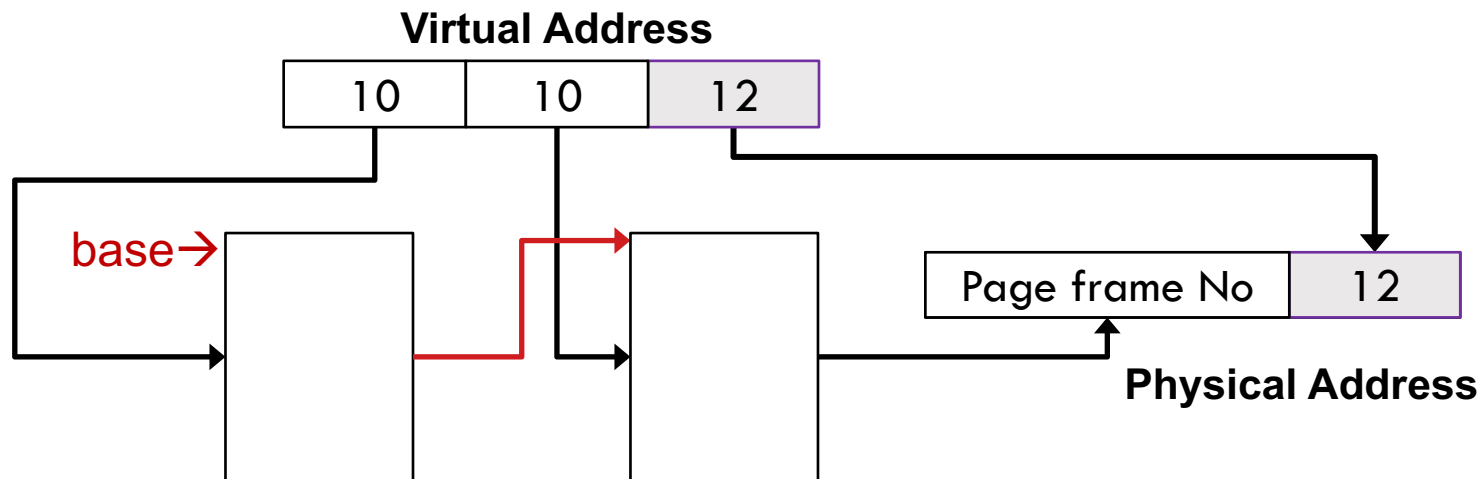 Virtual Address
10 10 12
base→
Page frame No 12
Physical Address